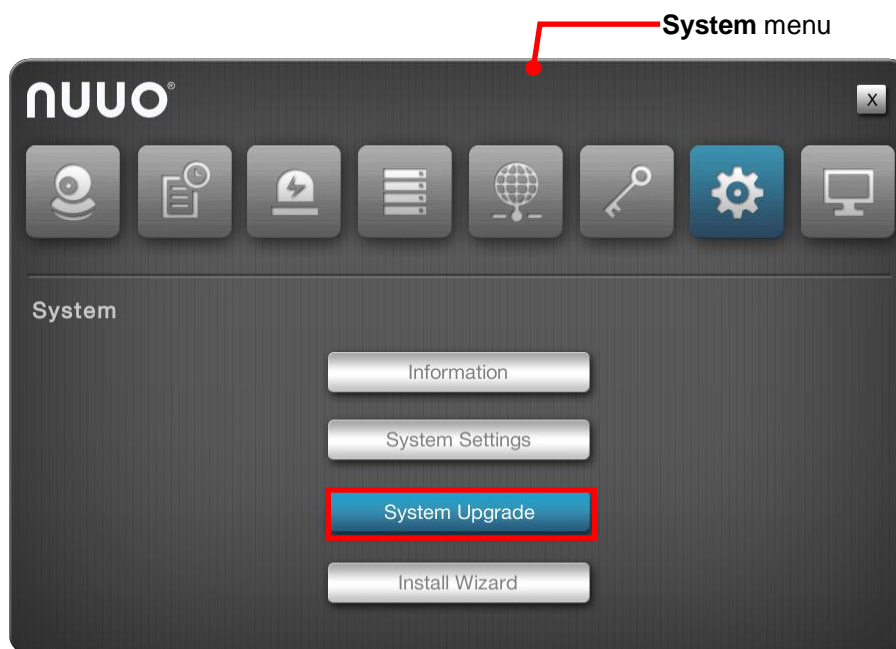 System menu
nuuo®
X
System
Information
System Settings
System Upgrade
Install Wizard